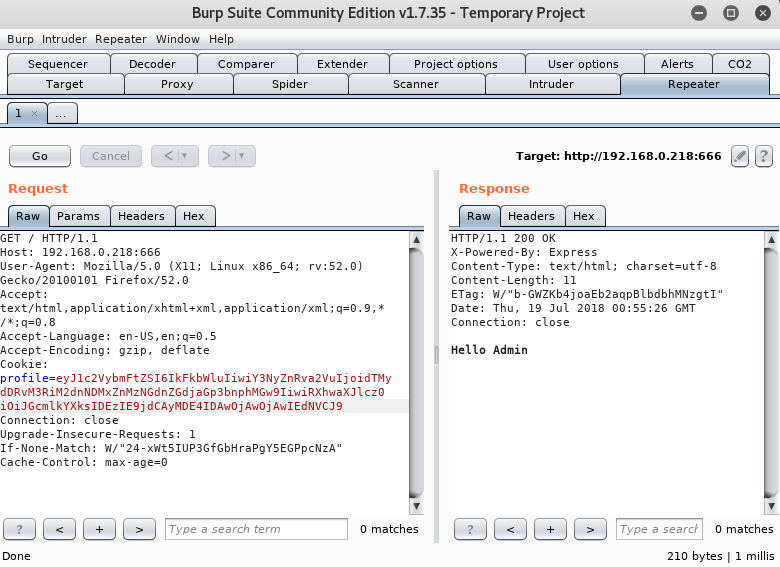 Burp Suite Community Edition v1.7.35 - Temporary Project
Burp Intruder Repeater Window Help
Sequencer Decoder Comparer Extender Project options User options Alerts CO2
Target Proxy Spider Scanner Intruder Repeater
1 × ...
Go Cancel < > Target: http://192.168.0.218:666 ?
Request
Raw Params Headers Hex
GET / HTTP/1.1
Host: 192.168.0.218:666
User-Agent: Mozilla/5.0 (X11; Linux x86_64; rv:52.0)
Gecko/20100101 Firefox/52.0
Accept:
text/html,application/xhtml+xml,application/xml;q=0.9,*
/*;q=0.8
Accept-Language: en-US,en;q=0.5
Accept-Encoding: gzip, deflate
Cookie:
profile=eyJ1c2VybmFtZSI6IkFkbWluIiwiY3NyZnRva2VuIjoidTMy
dDRvM3RiM2dnNDMxZnMzNGdnZGdjaGp3bnphMGw9IiwiRXhwaXJlcz0
iOiJGcmlkYXksIDEzIE9jdCAyMDE4IDAwOjAwOjAwIEdNVCJ9
Connection: close
Upgrade-Insecure-Requests: 1
If-None-Match: W/"24-xWt5IUP3GfGbHraPgY5EGPpcNzA"
Cache-Control: max-age=0
? < + > Type a search term 0 matches
Response
Raw Headers Hex
HTTP/1.1 200 OK
X-Powered-By: Express
Content-Type: text/html; charset=utf-8
Content-Length: 11
ETag: W/"b-GWZKb4joaEb2aqpBlbdbhMNzgtI"
Date: Thu, 19 Jul 2018 00:55:26 GMT
Connection: close
Hello Admin
? < + > Type a search 0 matches
Done 210 bytes | 1 millis